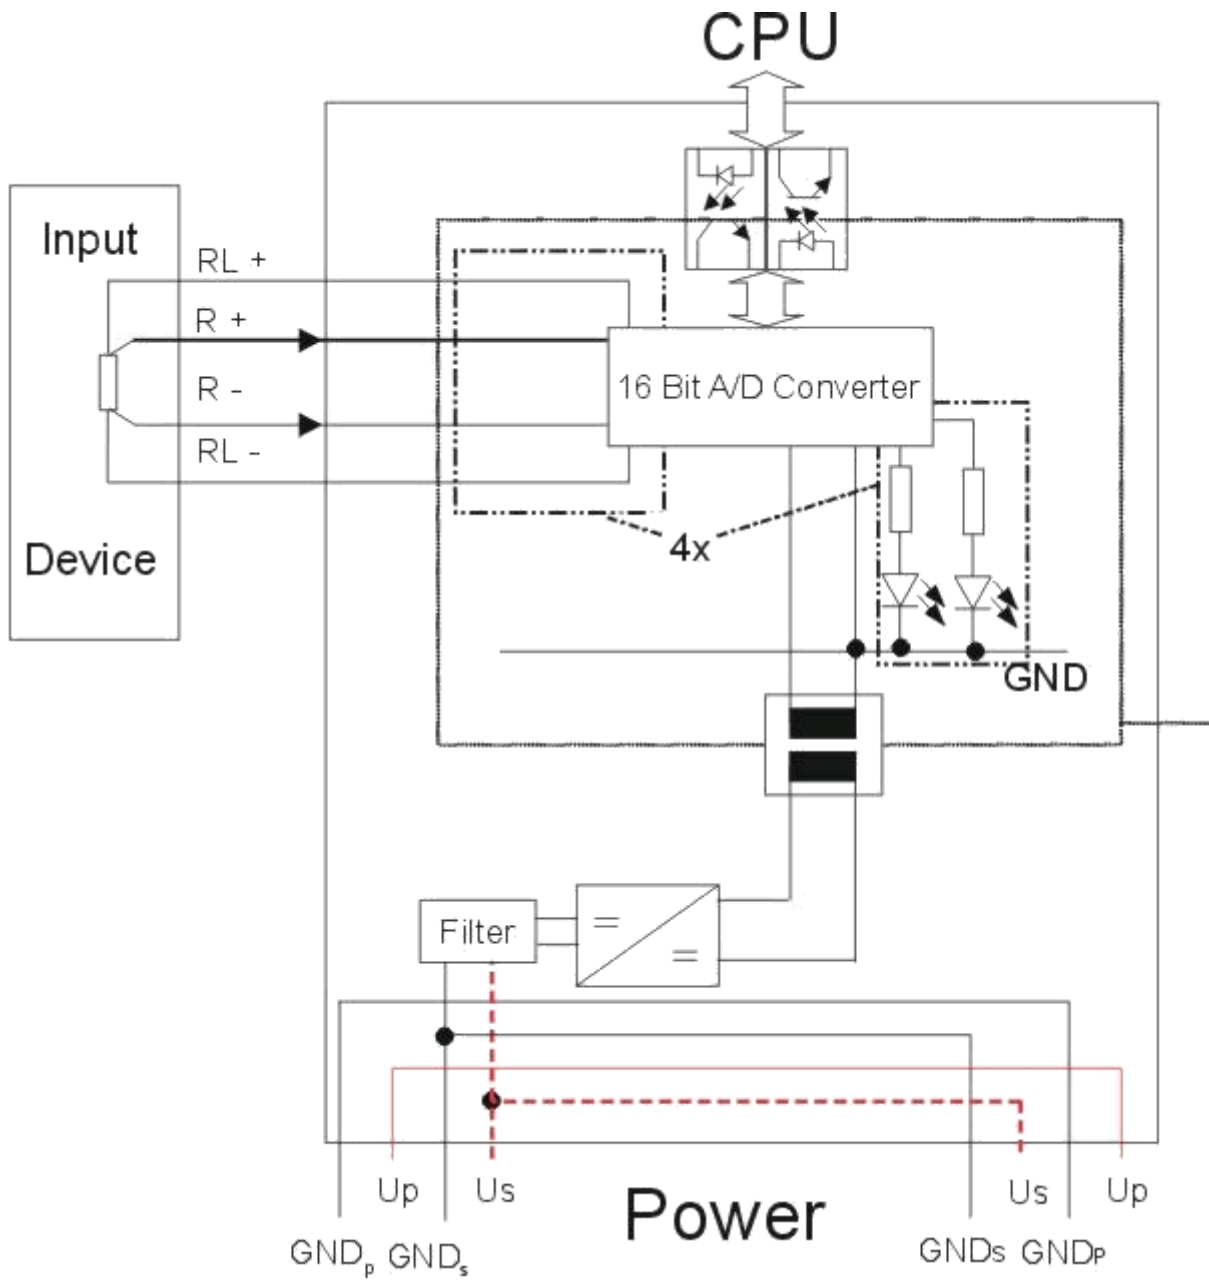 CPU
Input
RL +
R +
R -
RL -
16 Bit A/D Converter
Device
4x
GND
Filter
=
=
Up Us Power Us Up
GNDp GNDs GNDs GNDP